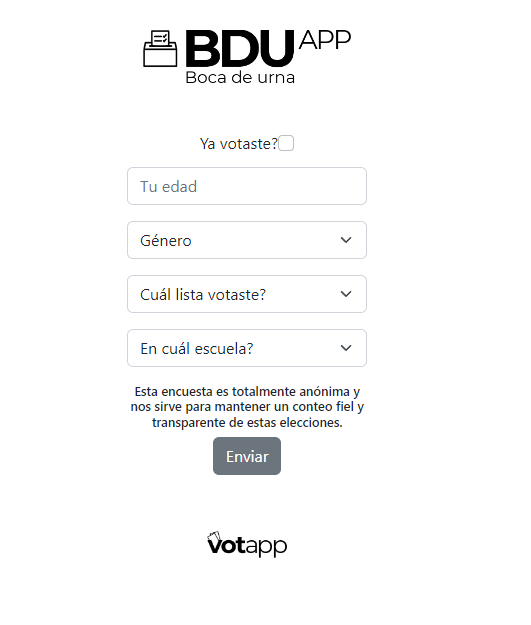 BDU APP
Boca de urna
Ya votaste?
Tu edad
Género
Cuál lista votaste?
En cuál escuela?
Esta encuesta es totalmente anónima y
nos sirve para mantener un conteo fiel y
transparente de estas elecciones.
Enviar
votapp